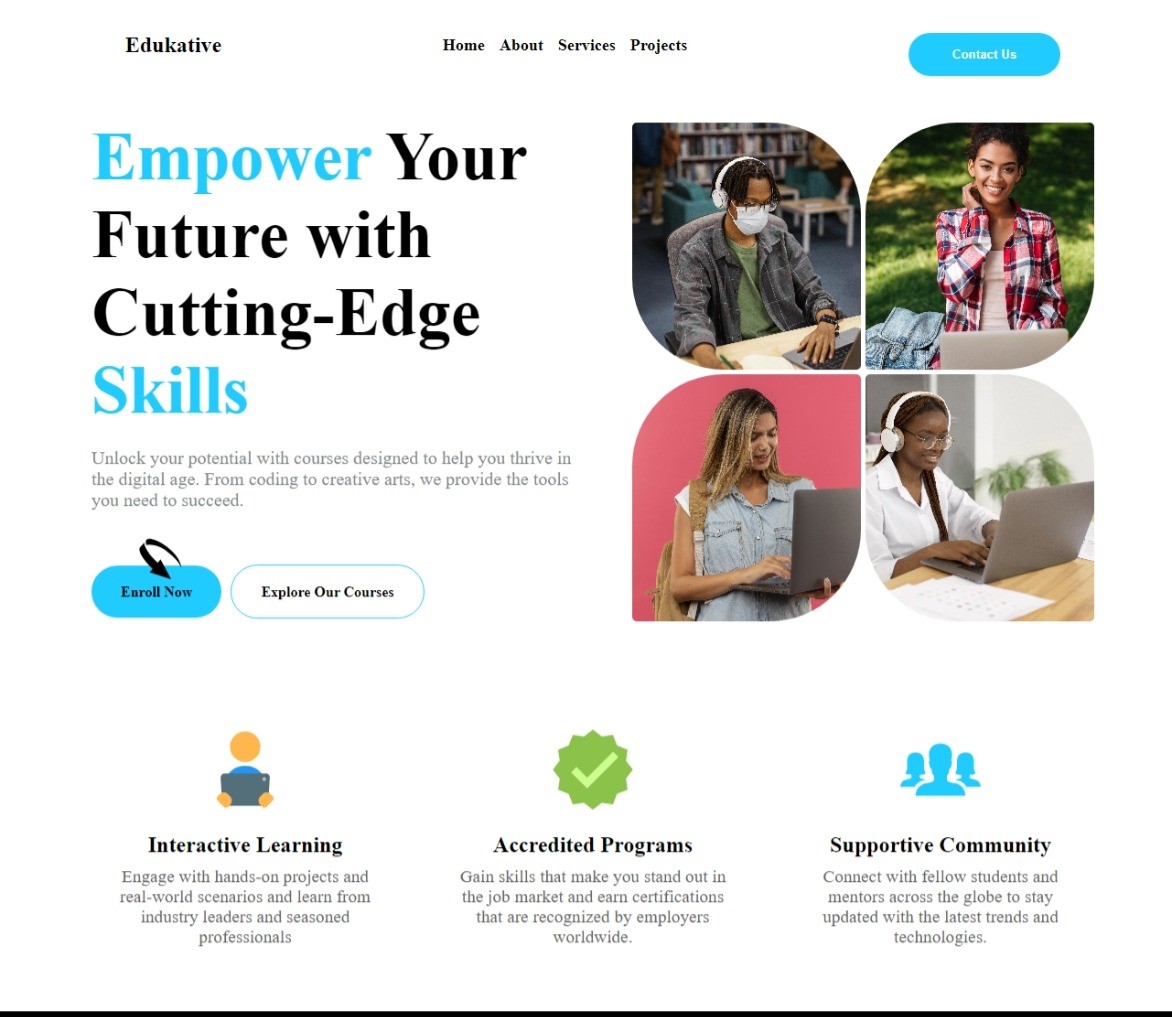 Edukative
Home About Services Projects
Contact Us
Empower Your
Future with
Cutting-Edge
Skills
Unlock your potential with courses designed to help you thrive in
the digital age. From coding to creative arts, we provide the tools
you need to succeed.
Enroll Now
Explore Our Courses
Interactive Learning
Engage with hands-on projects and
real-world scenarios and learn from
industry leaders and seasoned
professionals
Accredited Programs
Gain skills that make you stand out in
the job market and earn certifications
that are recognized by employers
worldwide.
Supportive Community
Connect with fellow students and
mentors across the globe to stay
updated with the latest trends and
technologies.